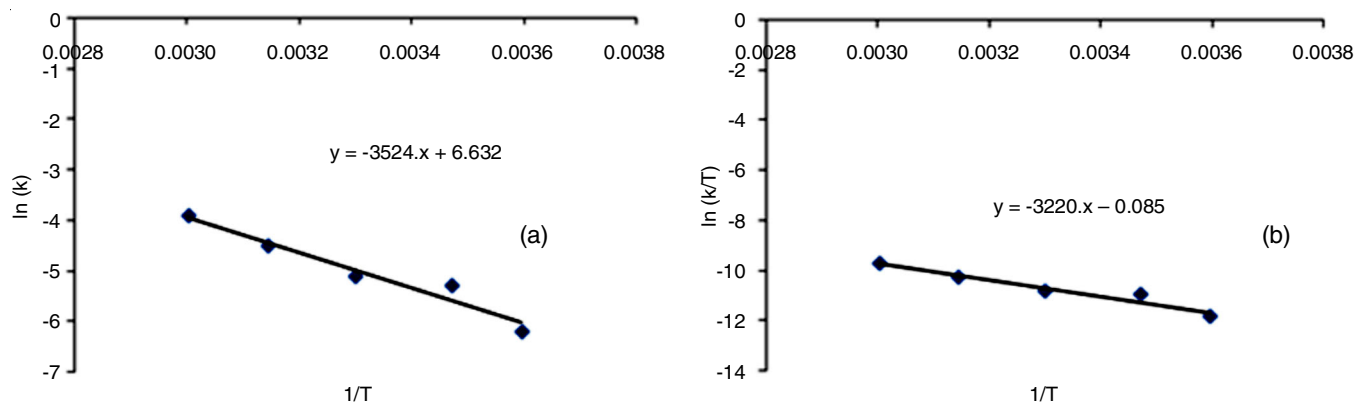 0
0.0028 0.0030 0.0032 0.0034 0.0036 0.0038
-1
-2
-3
-4
-5
-6
-7
ln (k)
y = -3524.x + 6.632
(a)
1/T
0
0.0028 0.0030 0.0032 0.0034 0.0036 0.0038
-2
-4
-6
-8
-10
-12
-14
ln (k/T)
y = -3220.x – 0.085
(b)
1/T